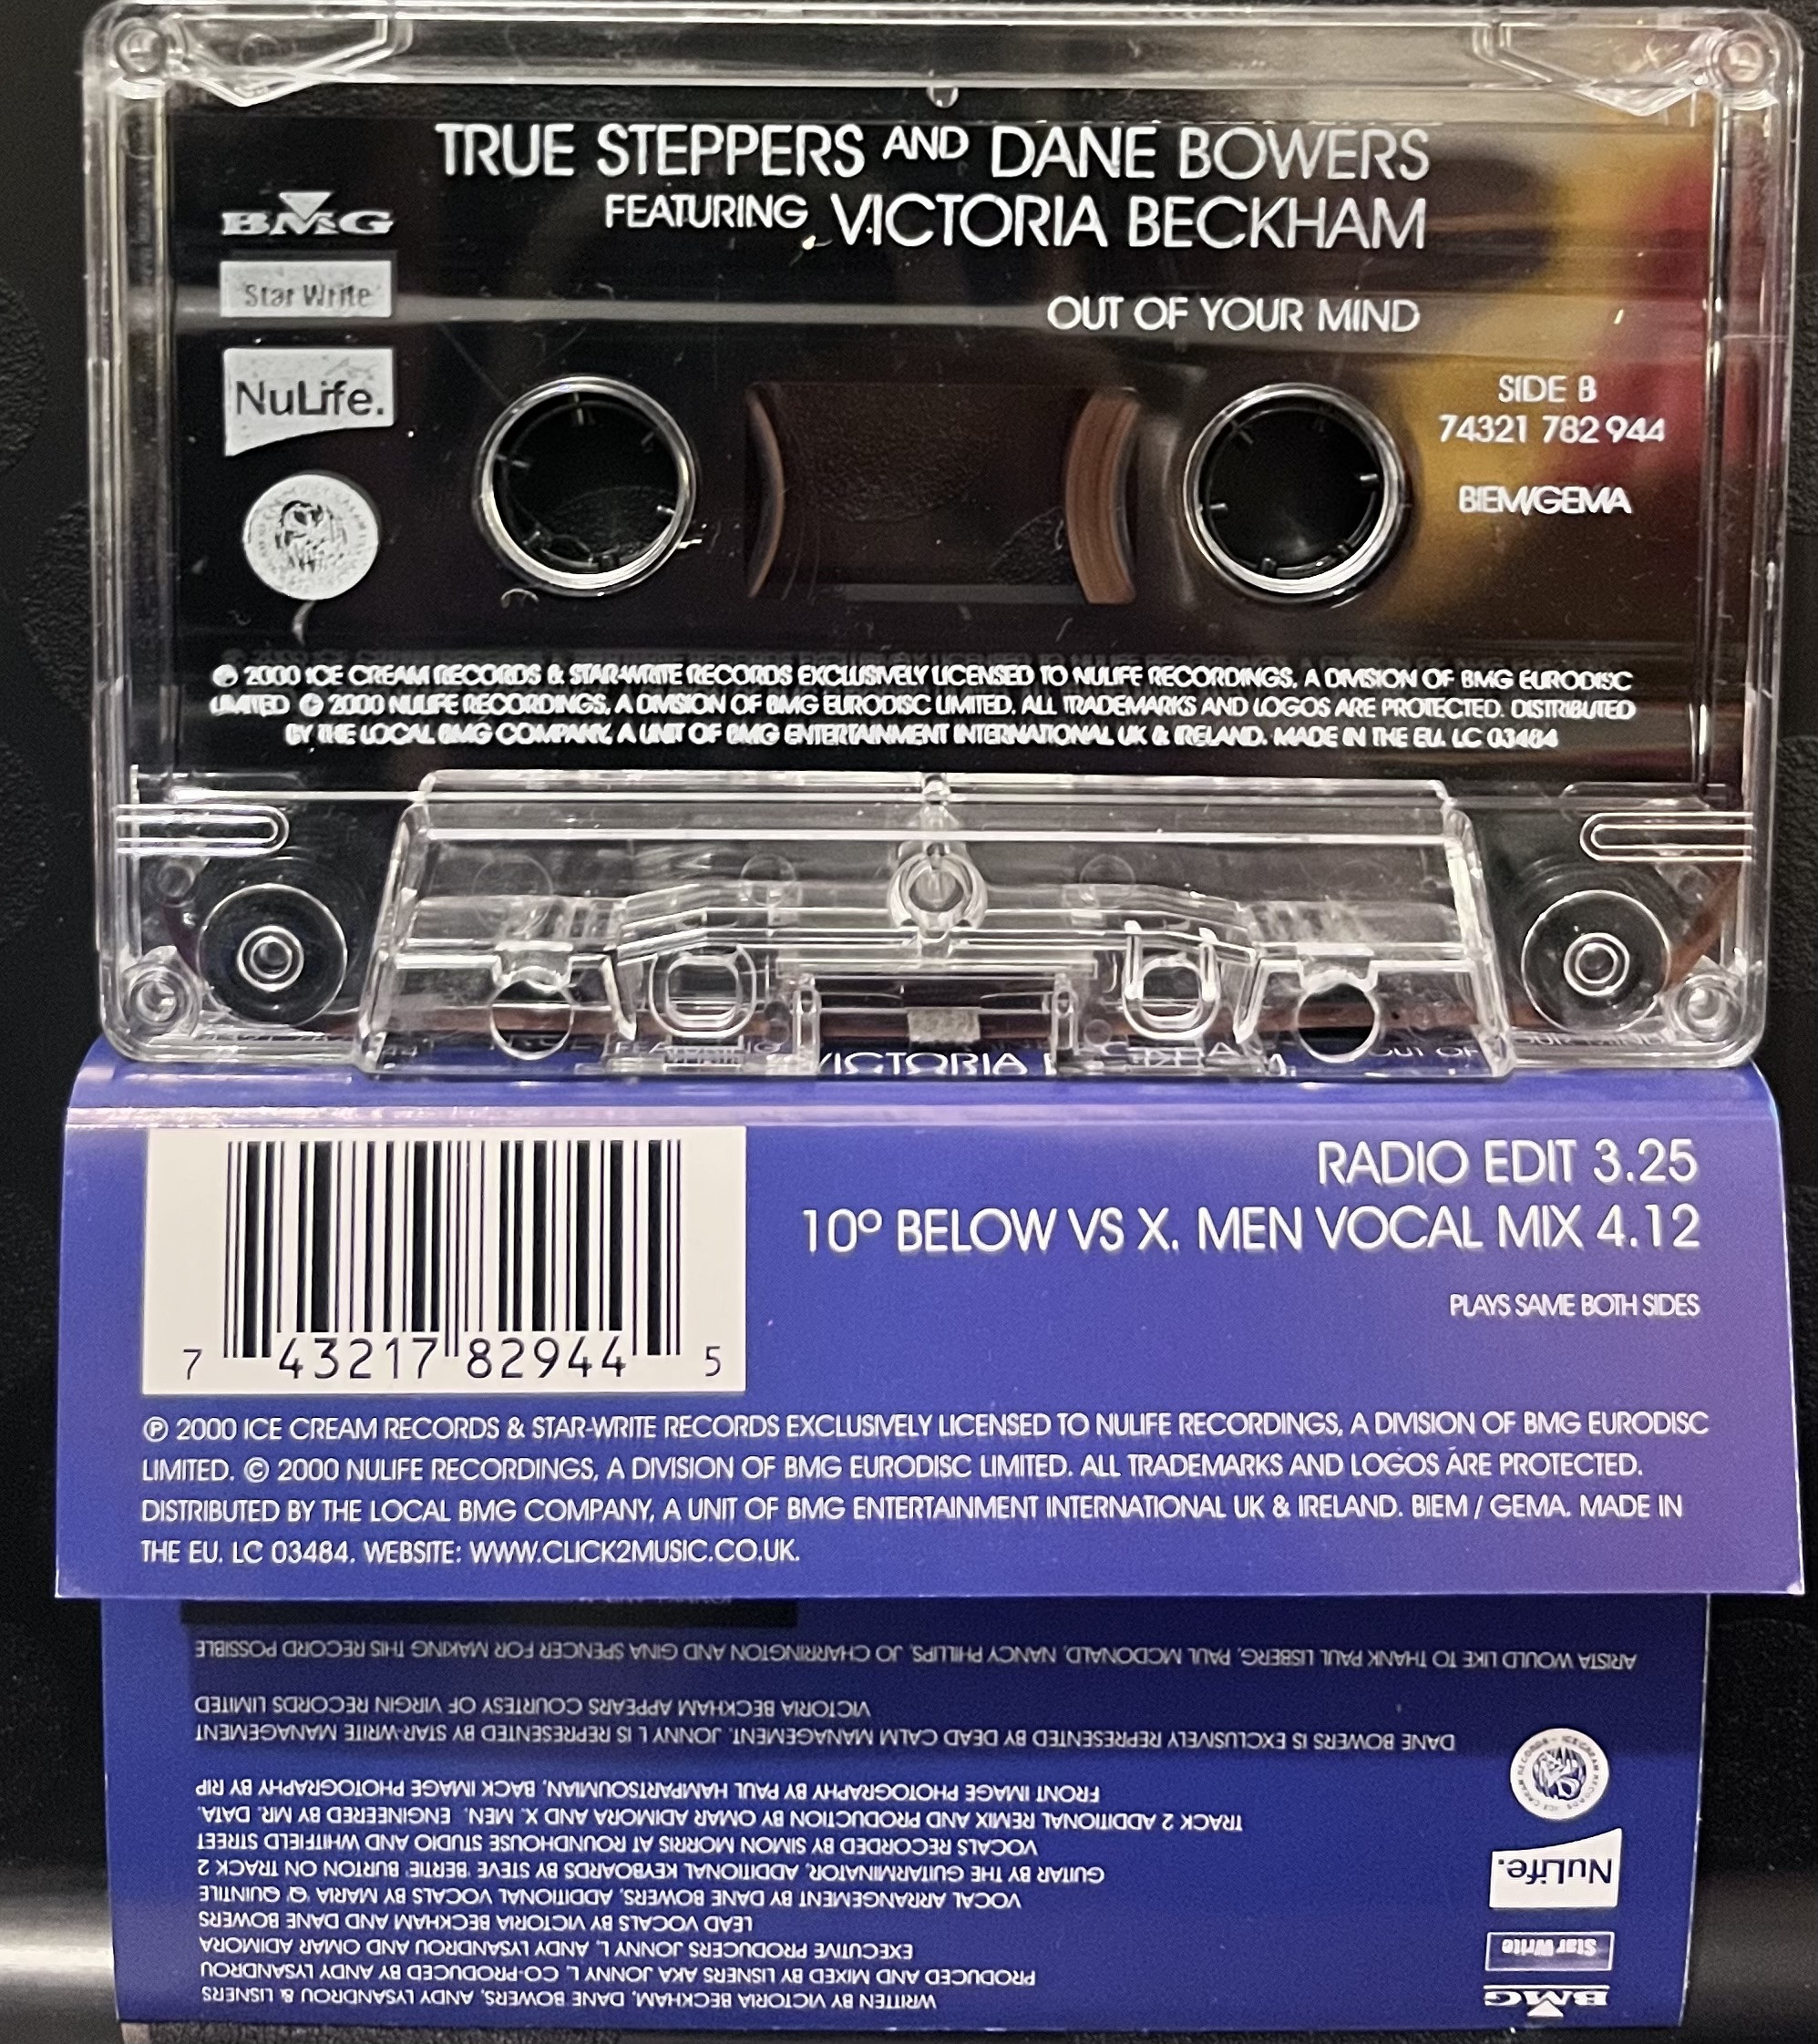 TRUE STEPPERS AND DANE BOWERS
FEATURING VICTORIA BECKHAM
OUT OF YOUR MIND
BMG
Star Write
NuLife.
SIDE B
74321 782 944
BIEM/GEMA
℗ 2000 ICE CREAM RECORDS & STAR-WRITE RECORDS EXCLUSIVELY LICENSED TO NULIFE RECORDINGS, A DIVISION OF BMG EURODISC
LIMITED © 2000 NULIFE RECORDINGS, A DIVISION OF BMG EURODISC LIMITED. ALL TRADEMARKS AND LOGOS ARE PROTECTED. DISTRIBUTED
BY THE LOCAL BMG COMPANY, A UNIT OF BMG ENTERTAINMENT INTERNATIONAL UK & IRELAND. MADE IN THE EU. LC 03484
FEATURING VICTORIA OUT OF
RADIO EDIT 3.25
10º BELOW VS X. MEN VOCAL MIX 4.12
PLAYS SAME BOTH SIDES
7 43217 82944 5
℗ 2000 ICE CREAM RECORDS & STAR-WRITE RECORDS EXCLUSIVELY LICENSED TO NULIFE RECORDINGS, A DIVISION OF BMG EURODISC
LIMITED. © 2000 NULIFE RECORDINGS, A DIVISION OF BMG EURODISC LIMITED. ALL TRADEMARKS AND LOGOS ARE PROTECTED.
DISTRIBUTED BY THE LOCAL BMG COMPANY, A UNIT OF BMG ENTERTAINMENT INTERNATIONAL UK & IRELAND. BIEM / GEMA. MADE IN
THE EU. LC 03484. WEBSITE: WWW.CLICK2MUSIC.CO.UK.
BMG
Star Write
NuLife.
ICE CREAM RECORDS · ICE CREAM RECORDS
WRITTEN BY VICTORIA BECKHAM, DANE BOWERS, ANDY LYSANDROU & LISNERS
PRODUCED AND MIXED BY LISNERS AKA JONNY L, CO-PRODUCED BY ANDY LYSANDROU
EXECUTIVE PRODUCERS JONNY L, ANDY LYSANDROU AND OMAR ADIMORA
LEAD VOCALS BY VICTORIA BECKHAM AND DANE BOWERS
VOCAL ARRANGEMENT BY DANE BOWERS, ADDITIONAL VOCALS BY MARIA 'Q' QUINTILE
GUITAR BY THE GUITARMINATOR, ADDITIONAL KEYBOARDS BY STEVE 'BERTIE' BURTON ON TRACK 2
VOCALS RECORDED BY SIMON MORRIS AT ROUNDHOUSE STUDIO AND WHITFIELD STREET
TRACK 2 ADDITIONAL REMIX AND PRODUCTION BY OMAR ADIMORA AND X. MEN. ENGINEERED BY MR. DATA.
FRONT IMAGE PHOTOGRAPHY BY PAUL HAMPARTSOUMIAN, BACK IMAGE PHOTOGRAPHY BY RIP
DANE BOWERS IS EXCLUSIVELY REPRESENTED BY DEAD CALM MANAGEMENT. JONNY L IS REPRESENTED BY STAR-WRITE MANAGEMENT
VICTORIA BECKHAM APPEARS COURTESY OF VIRGIN RECORDS LIMITED
ARISTA WOULD LIKE TO THANK PAUL LISBERG, PAUL MCDONALD, NANCY PHILLIPS, JO CHARRINGTON AND GINA SPENCER FOR MAKING THIS RECORD POSSIBLE